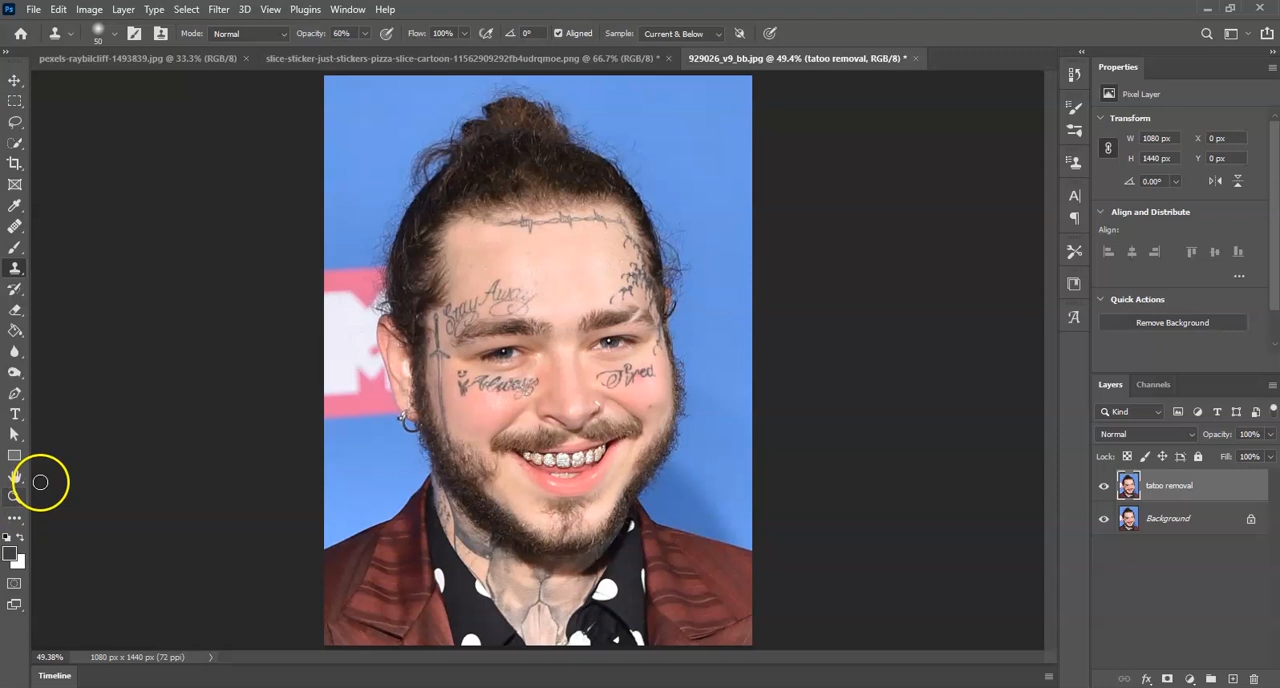 Ps File Edit Image Layer Type Select Filter 3D View Plugins Window Help
50 Mode: Normal Opacity: 60% Flow: 100% 0° Aligned Sample: Current & Below
pexels-raybilcliff-1493839.jpg @ 33.3% (RGB/8) × slice-sticker-just-stickers-pizza-slice-cartoon-11562909292fb4udrqmoe.png @ 66.7% (RGB/8) * × 929026_v9_bb.jpg @ 49.4% (tatoo removal, RGB/8) * ×
Properties
Pixel Layer
Transform
W 1080 px X 0 px
H 1440 px Y 0 px
0.00°
Align and Distribute
Align:
Quick Actions
Remove Background
Layers Channels
Kind
Normal Opacity: 100%
Lock: Fill: 100%
tatoo removal
Background
Stay Away
Always
Tired
49.38% 1080 px x 1440 px (72 ppi)
Timeline